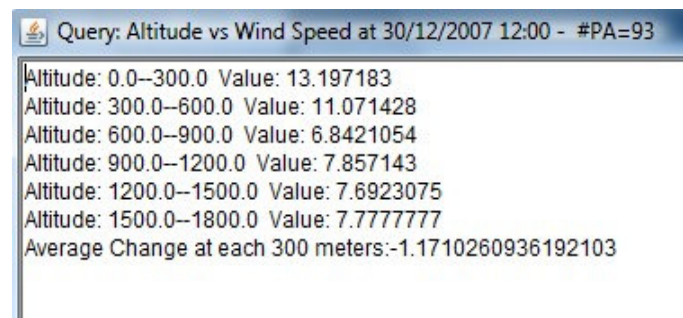 Query: Altitude vs Wind Speed at 30/12/2007 12:00 - #PA=93
Altitude: 0.0--300.0 Value: 13.197183
Altitude: 300.0--600.0 Value: 11.071428
Altitude: 600.0--900.0 Value: 6.8421054
Altitude: 900.0--1200.0 Value: 7.857143
Altitude: 1200.0--1500.0 Value: 7.6923075
Altitude: 1500.0--1800.0 Value: 7.7777777
Average Change at each 300 meters:-1.1710260936192103